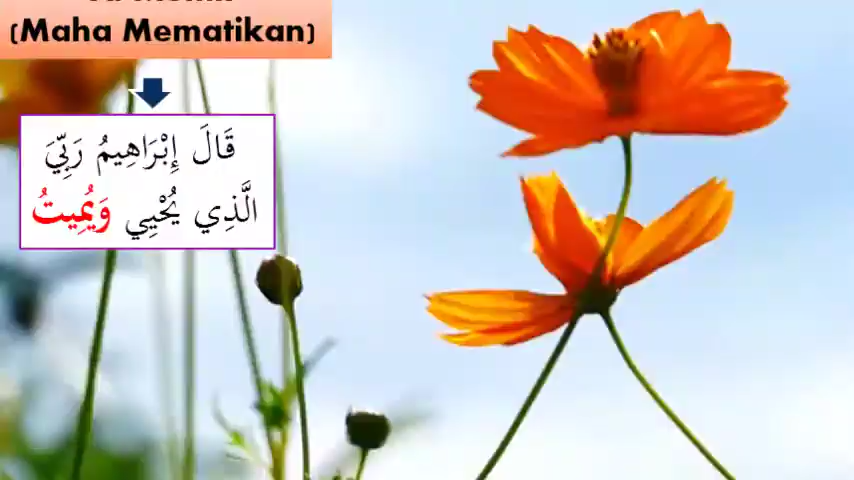 (Maha Mematikan)
قَالَ إِبْرَاهِيمُ رَبِّيَ
الَّذِي يُحْيِي وَيُمِيتُ